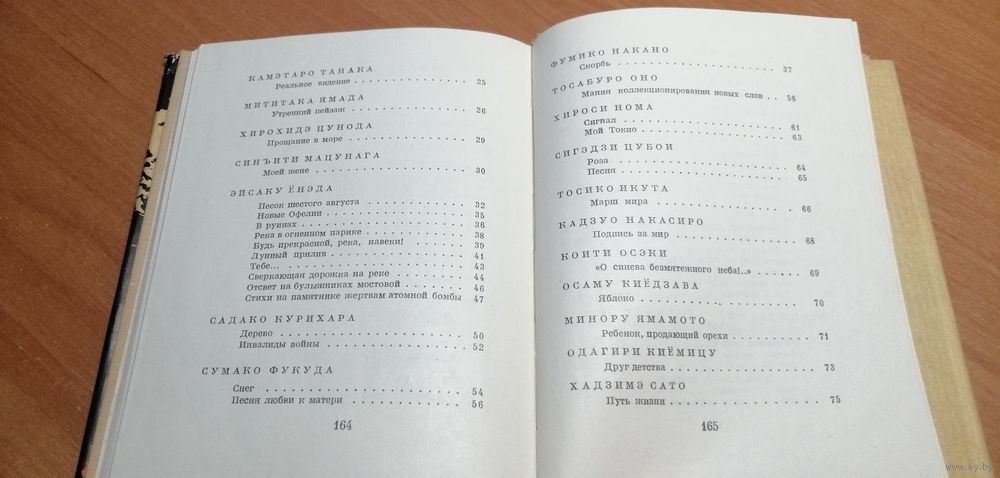 КАМЭТАРО ТАНАКА
Реальное видение . . . . . . . . . . . . . . 25
МИТИТАКА ЯМАДА
Утренний пейзаж . . . . . . . . . . . . . . 26
ХИРОХИДЭ ЦУНОДА
Прощание в море . . . . . . . . . . . . . . 29
СИНЪИТИ МАЦУНАГА
Моей жене . . . . . . . . . . . . . . . . . 30
ЭЙСАКУ ЁНЭДА
Песок шестого августа . . . . . . . . . . . 32
Новые Офелии . . . . . . . . . . . . . . . 35
В руинах . . . . . . . . . . . . . . . . . 36
Река в огненном парике . . . . . . . . . . 38
Будь прекрасной, река, навеки! . . . . . . 39
Лунный прилив . . . . . . . . . . . . . . . 41
Тебе... . . . . . . . . . . . . . . . . . . 43
Сверкающая дорожка на реке . . . . . . . . 44
Отсвет на булыжниках мостовой . . . . . . . 46
Стихи на памятнике жертвам атомной бомбы 47
САДАКО КУРИХАРА
Дерево . . . . . . . . . . . . . . . . . . 50
Инвалиды войны . . . . . . . . . . . . . . 52
СУМАКО ФУКУДА
Снег . . . . . . . . . . . . . . . . . . . 54
Песня любви к матери . . . . . . . . . . . 56
164
ФУМИКО НАКАНО
Скорбь . . . . . . . . . . . . . . . . . . 37
ТОСАБУРО ОНО
Мания коллекционирования новых слов . . 58
ХИРОСИ НОМА
Сигнал . . . . . . . . . . . . . . . . . . 61
Мой Токио . . . . . . . . . . . . . . . . . 63
СИГЭДЗИ ЦУБОИ
Роза . . . . . . . . . . . . . . . . . . . 64
Песня . . . . . . . . . . . . . . . . . . . 65
ТОСИКО ИКУТА
Марш мира . . . . . . . . . . . . . . . . . 66
КАДЗУО НАКАСИРО
Подпись за мир . . . . . . . . . . . . . . 68
КОИТИ ОСЭКИ
«О синева безмятежного неба!..» . . . . . . 69
ОСАМУ КИЁДЗАВА
Яблоко . . . . . . . . . . . . . . . . . . 70
МИНОРУ ЯМАМОТО
Ребенок, продающий орехи . . . . . . . . . 71
ОДАГИРИ КИЁМИЦУ
Друг детства . . . . . . . . . . . . . . . 73
ХАДЗИМЭ САТО
Путь жизни . . . . . . . . . . . . . . . . 75
165
www.ay.by